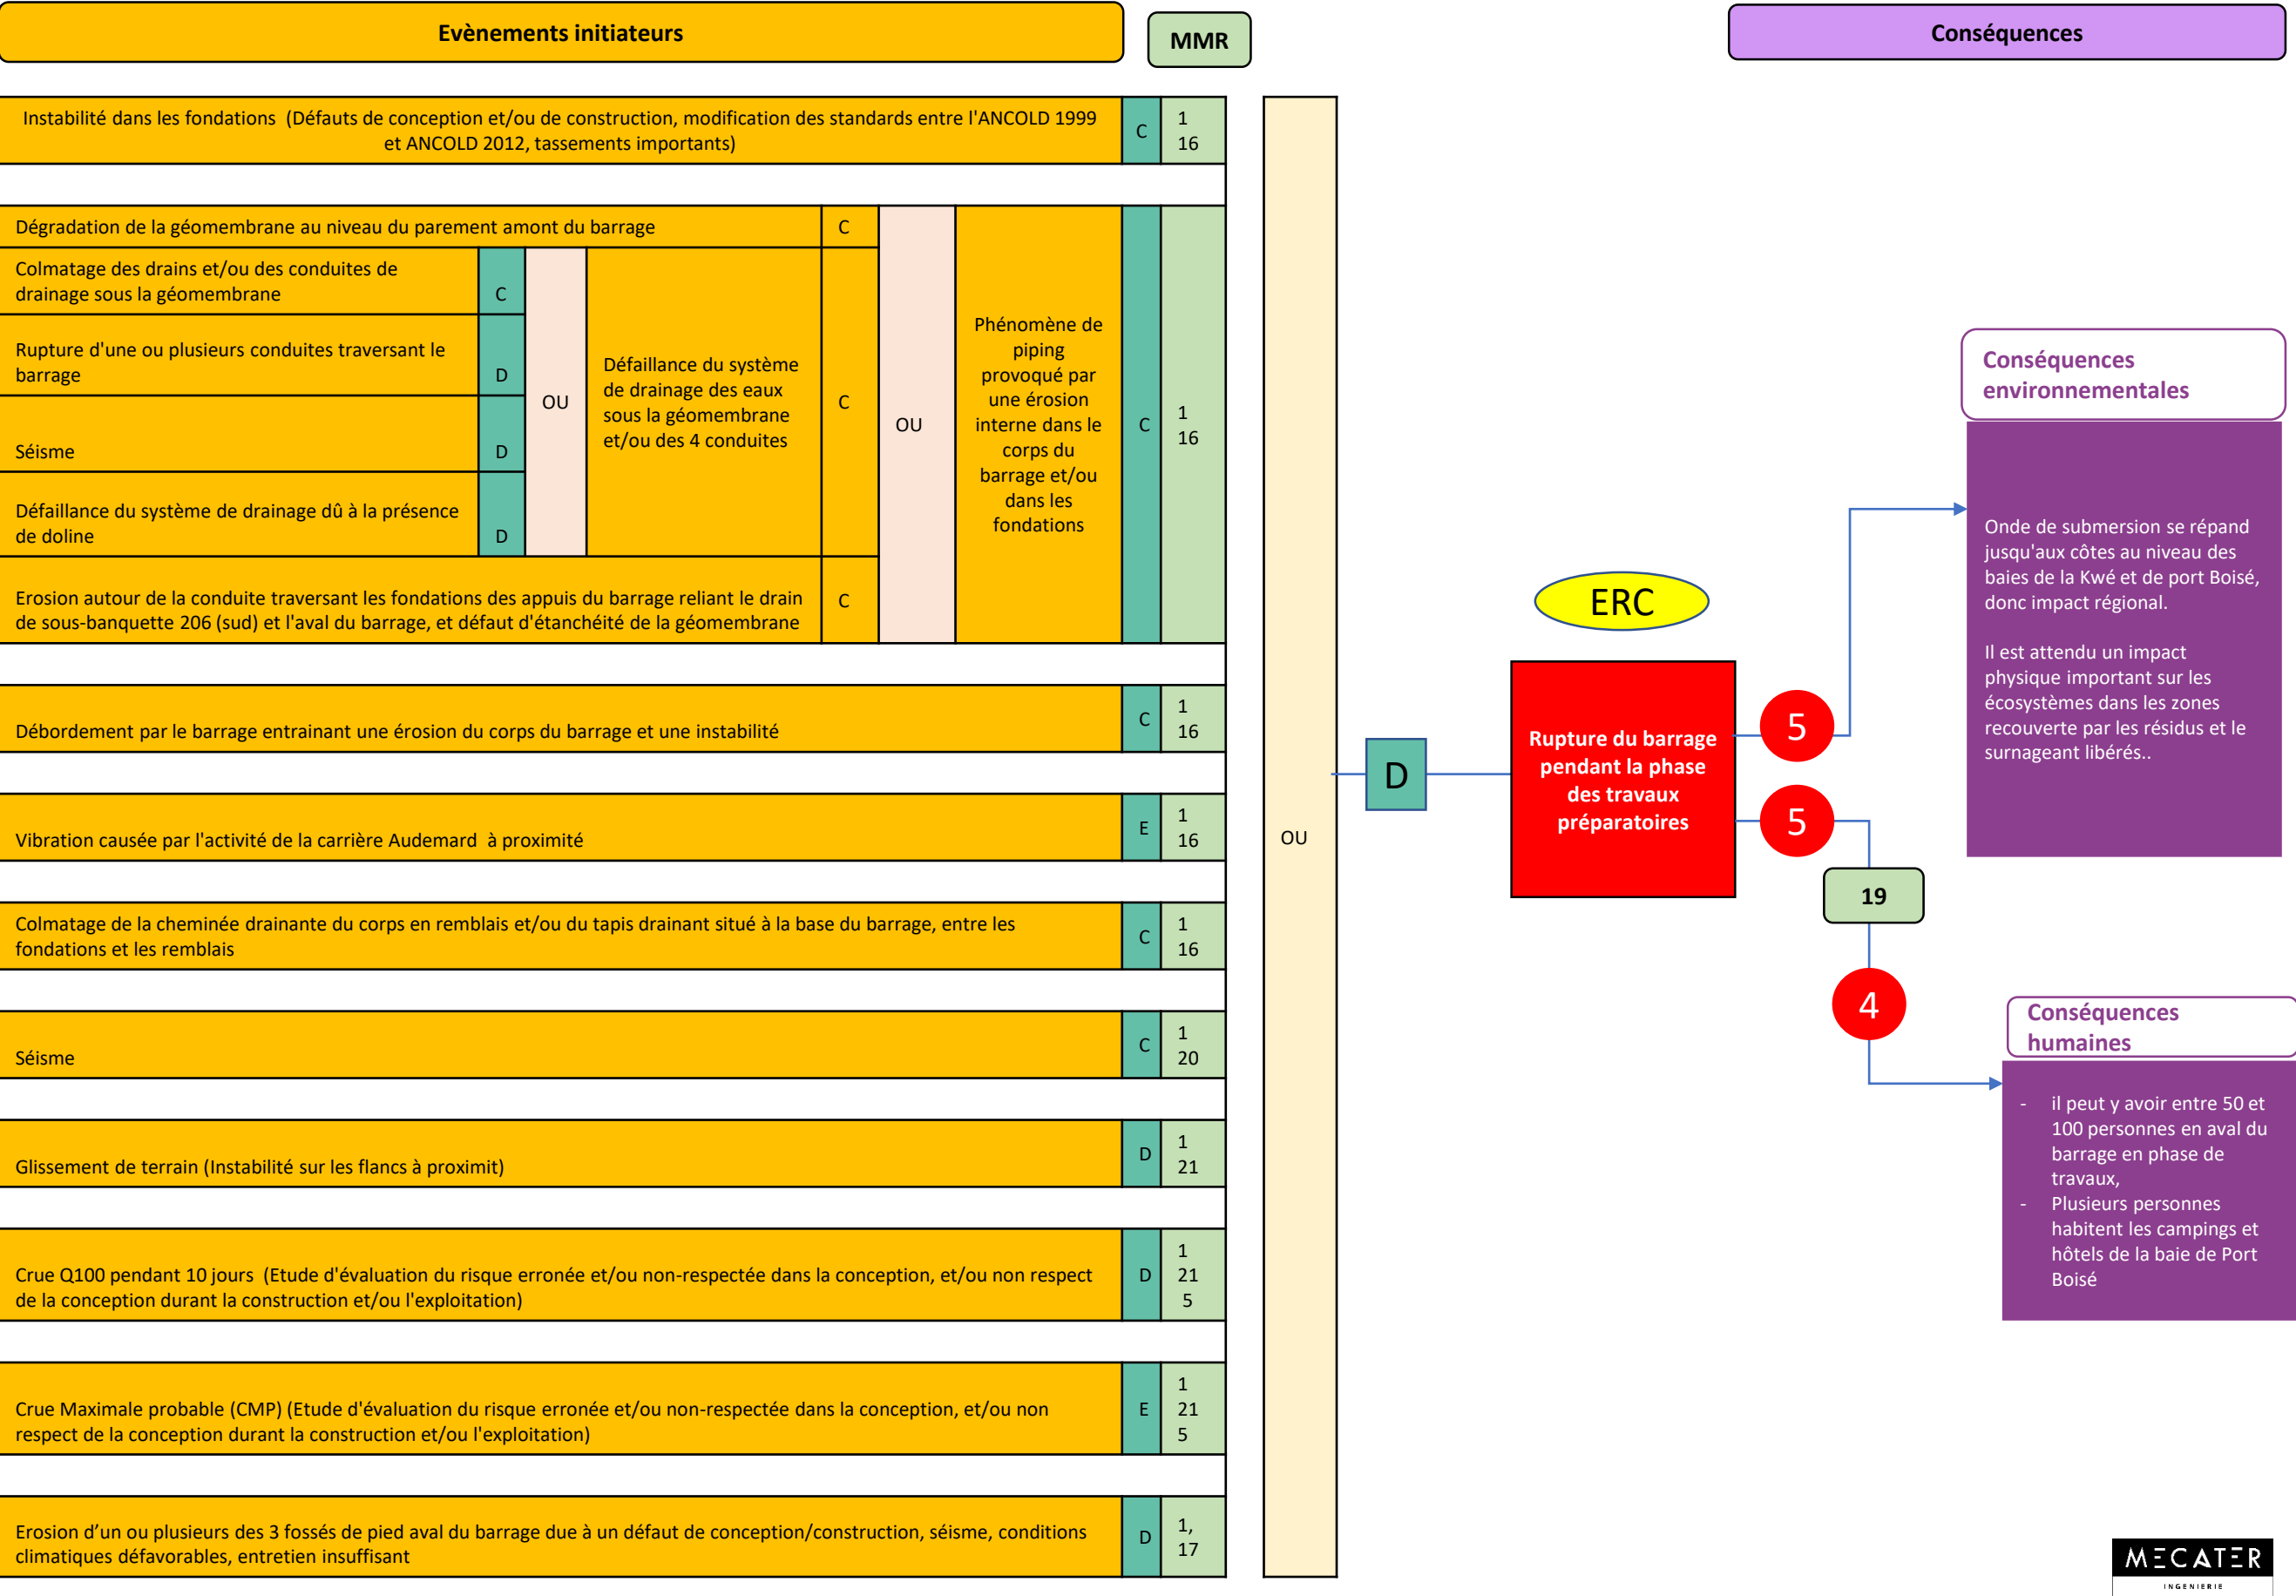 Evènements initiateurs
MMR
Conséquences
Instabilité dans les fondations  (Défauts de conception et/ou de construction, modification des standards entre l'ANCOLD 1999
et ANCOLD 2012, tassements importants)
C
1
16
Dégradation de la géomembrane au niveau du parement amont du barrage
C
Colmatage des drains et/ou des conduites de
drainage sous la géomembrane
C
Rupture d'une ou plusieurs conduites traversant le
barrage
D
Séisme
D
Défaillance du système de drainage dû à la présence
de doline
D
OU
Défaillance du système
de drainage des eaux
sous la géomembrane
et/ou des 4 conduites
C
Erosion autour de la conduite traversant les fondations des appuis du barrage reliant le drain
de sous-banquette 206 (sud) et l'aval du barrage, et défaut d'étanchéité de la géomembrane
C
OU
Phénomène de
piping
provoqué par
une érosion
interne dans le
corps du
barrage et/ou
dans les
fondations
C
1
16
Débordement par le barrage entrainant une érosion du corps du barrage et une instabilité
C
1
16
Vibration causée par l'activité de la carrière Audemard  à proximité
E
1
16
Colmatage de la cheminée drainante du corps en remblais et/ou du tapis drainant situé à la base du barrage, entre les
fondations et les remblais
C
1
16
Séisme
C
1
20
Glissement de terrain (Instabilité sur les flancs à proximit)
D
1
21
Crue Q100 pendant 10 jours  (Etude d'évaluation du risque erronée et/ou non-respectée dans la conception, et/ou non respect
de la conception durant la construction et/ou l'exploitation)
D
1
21
5
Crue Maximale probable (CMP) (Etude d'évaluation du risque erronée et/ou non-respectée dans la conception, et/ou non
respect de la conception durant la construction et/ou l'exploitation)
E
1
21
5
Erosion d’un ou plusieurs des 3 fossés de pied aval du barrage due à un défaut de conception/construction, séisme, conditions
climatiques défavorables, entretien insuffisant
D
1,
17
OU
D
ERC
Rupture du barrage
pendant la phase
des travaux
préparatoires
5
5
19
4
Conséquences
environnementales
Onde de submersion se répand
jusqu'aux côtes au niveau des
baies de la Kwé et de port Boisé,
donc impact régional.
Il est attendu un impact
physique important sur les
écosystèmes dans les zones
recouverte par les résidus et le
surnageant libérés..
Conséquences
humaines
- il peut y avoir entre 50 et
100 personnes en aval du
barrage en phase de
travaux,
- Plusieurs personnes
habitent les campings et
hôtels de la baie de Port
Boisé
MECATER
INGENIERIE